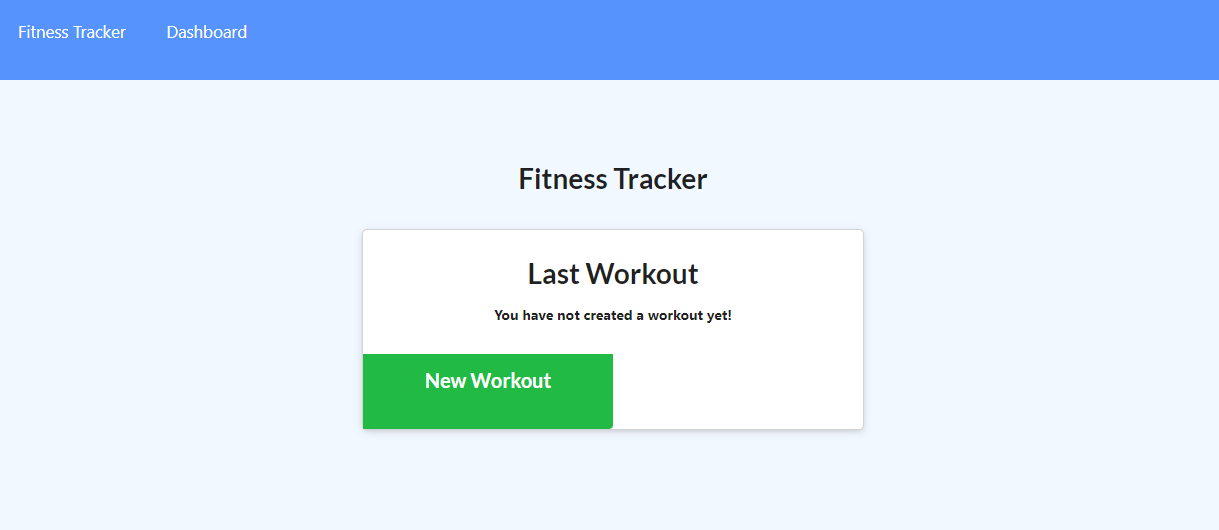 Fitness Tracker Dashboard
Fitness Tracker
Last Workout
You have not created a workout yet!
New Workout